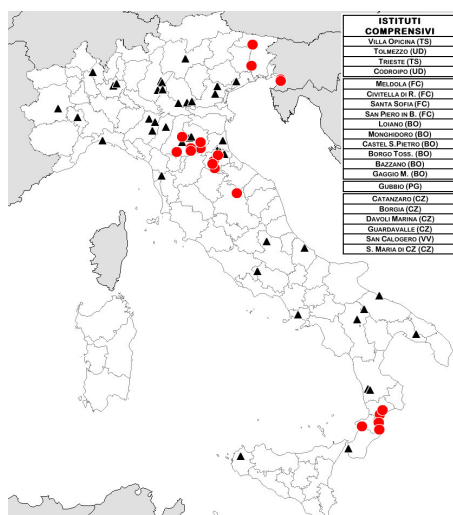 ISTITUTI
COMPRENSIVI
VILLA OPICINA (TS)
TOLMEZZO (UD)
TRIESTE (TS)
CODROIPO (UD)
MELDOLA (FC)
CIVITELLA DI R. (FC)
SANTA SOFIA (FC)
SAN PIERO IN B. (FC)
LOIANO (BO)
MONGHIDORO (BO)
CASTEL S.PIETRO (BO)
BORGO TOSS. (BO)
BAZZANO (BO)
GAGGIO M. (BO)
GUBBIO (PG)
CATANZARO (CZ)
BORGIA (CZ)
DAVOLI MARINA (CZ)
GUARDAVALLE (CZ)
SAN CALOGERO (VV)
S. MARIA DI CZ (CZ)